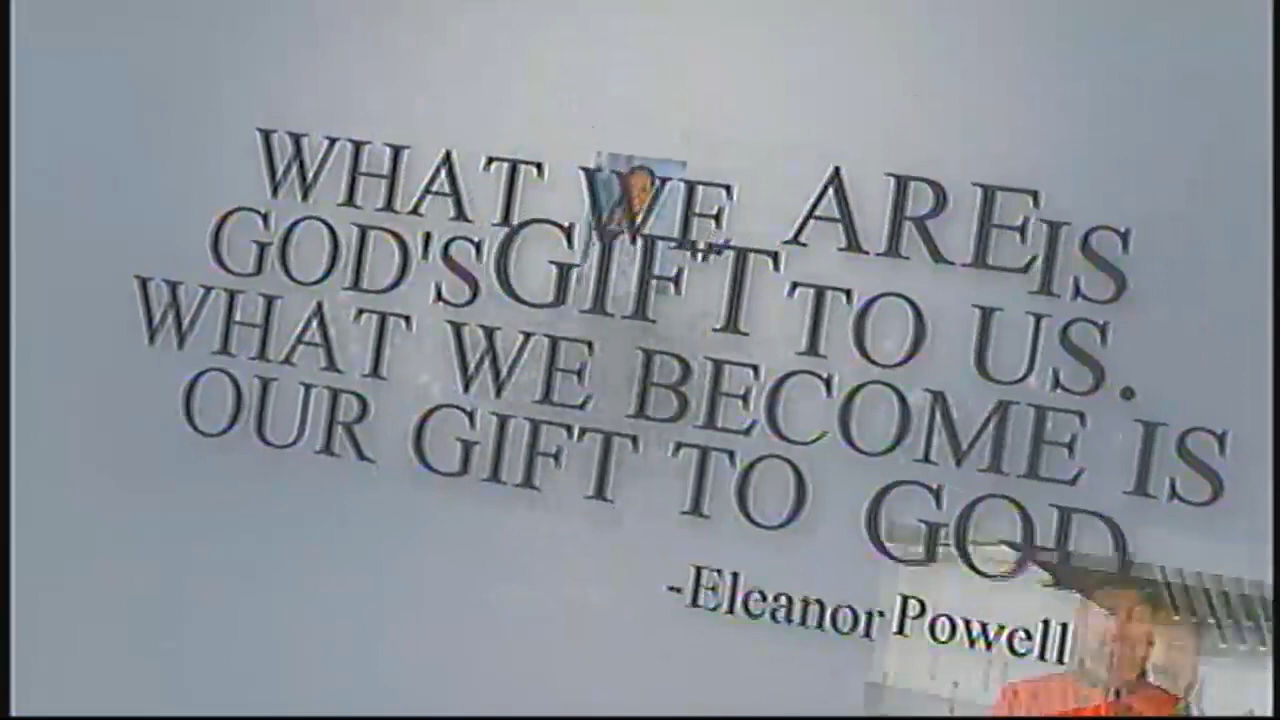 WHAT WE ARE IS
GOD'S GIFT TO US.
WHAT WE BECOME IS
OUR GIFT TO GOD
-Eleanor Powell